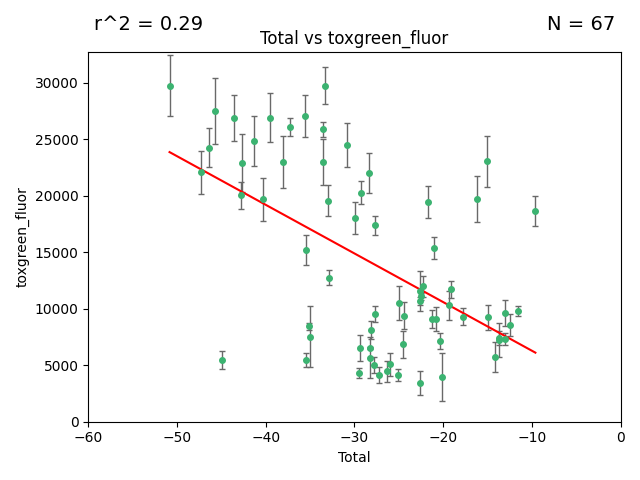 r^2 = 0.29
N = 67
Total vs toxgreen_fluor
30000
25000
20000
15000
10000
5000
0
toxgreen_fluor
−60
−50
−40
−30
−20
−10
0
Total